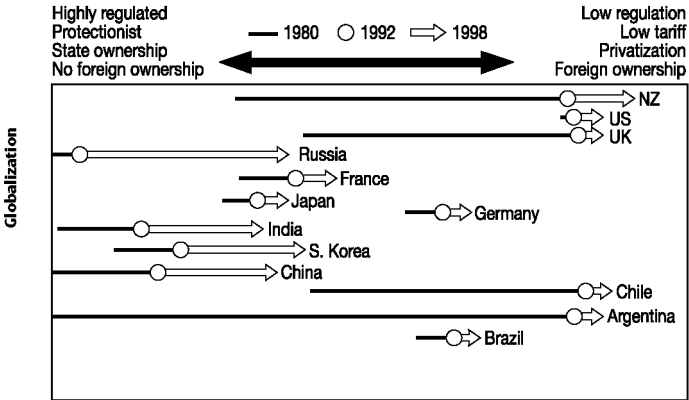 Highly regulated
Protectionist
State ownership
No foreign ownership
1980 1992 1998
Low regulation
Low tariff
Privatization
Foreign ownership
Globalization
NZ
US
UK
Russia
France
Japan
Germany
India
S. Korea
China
Chile
Argentina
Brazil